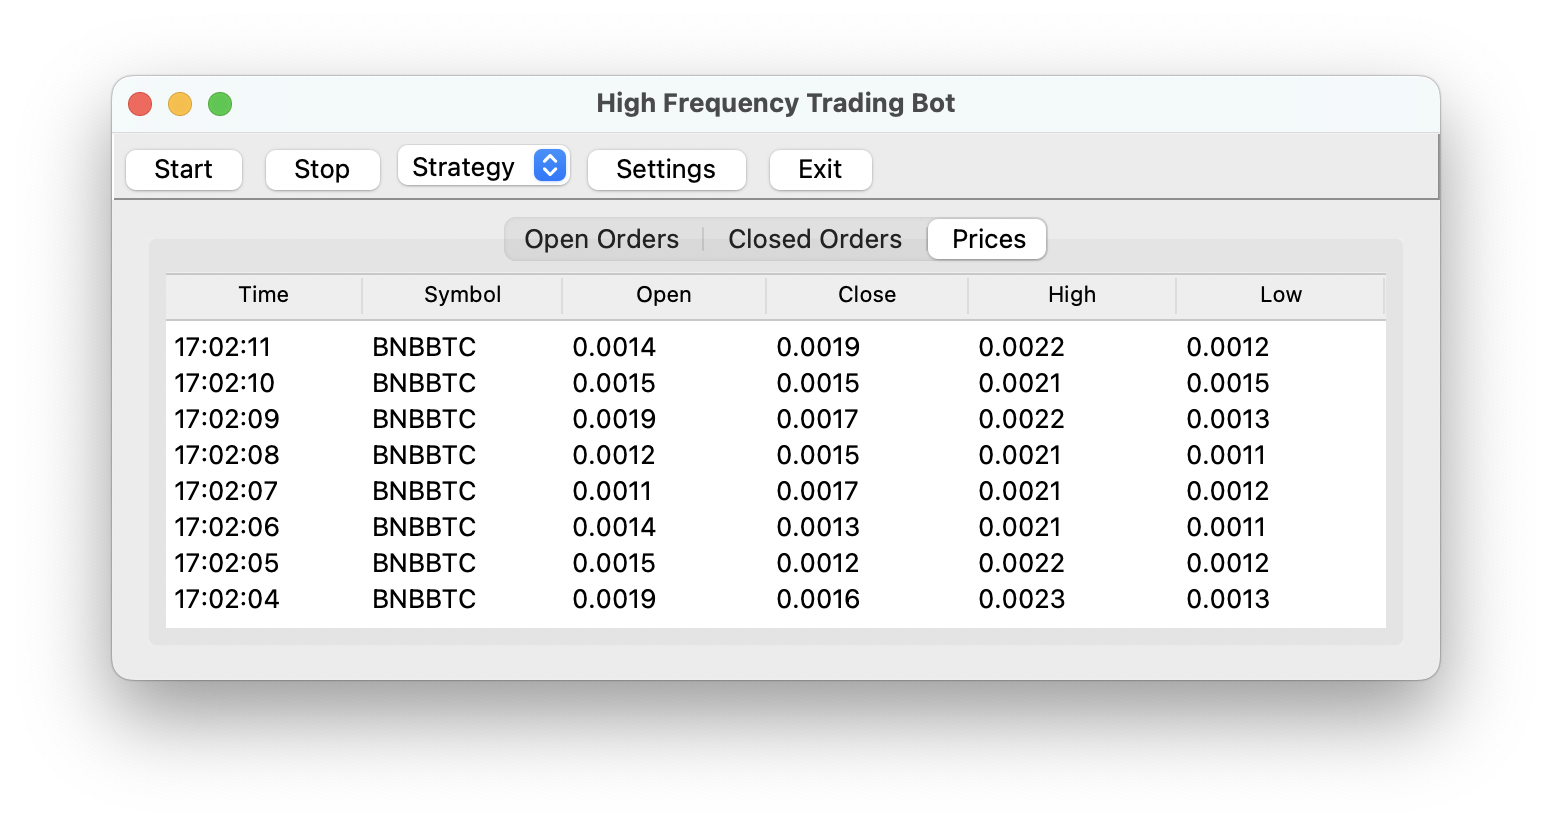 High Frequency Trading Bot
Start Stop Strategy Settings Exit
Open Orders Closed Orders Prices
Time Symbol Open Close High Low
17:02:11 BNBBTC 0.0014 0.0019 0.0022 0.0012
17:02:10 BNBBTC 0.0015 0.0015 0.0021 0.0015
17:02:09 BNBBTC 0.0019 0.0017 0.0022 0.0013
17:02:08 BNBBTC 0.0012 0.0015 0.0021 0.0011
17:02:07 BNBBTC 0.0011 0.0017 0.0021 0.0012
17:02:06 BNBBTC 0.0014 0.0013 0.0021 0.0011
17:02:05 BNBBTC 0.0015 0.0012 0.0022 0.0012
17:02:04 BNBBTC 0.0019 0.0016 0.0023 0.0013